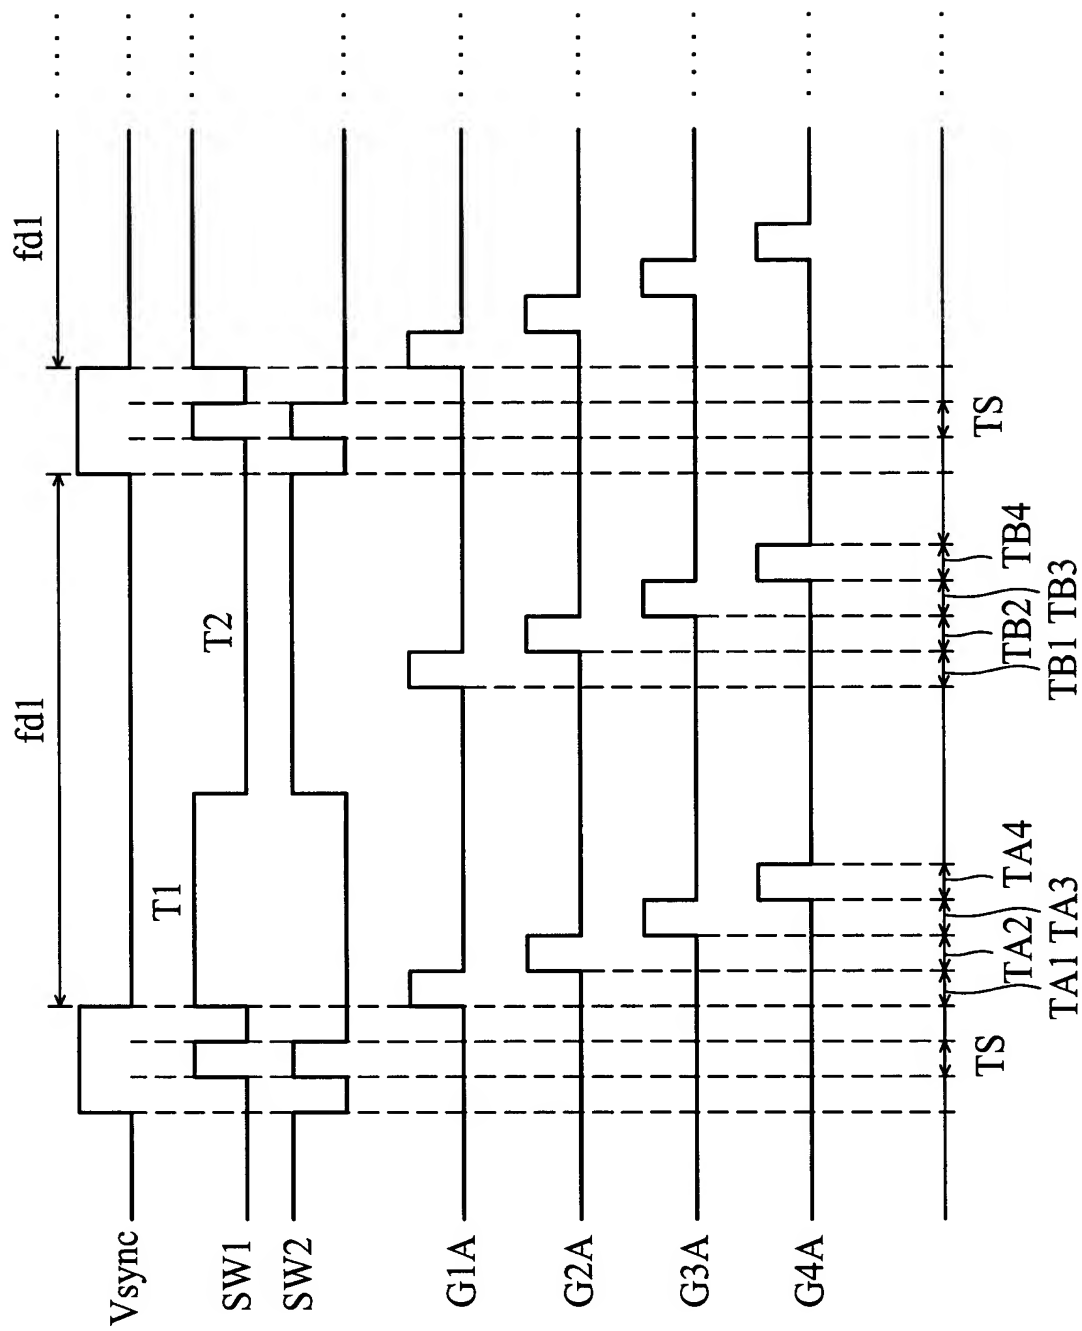 fd1
fd1
Vsync
T1
T2
SW1
SW2
G1A
G2A
G3A
G4A
TS
TA1
TA2
TA3
TA4
TB1
TB2
TB3
TB4
TS